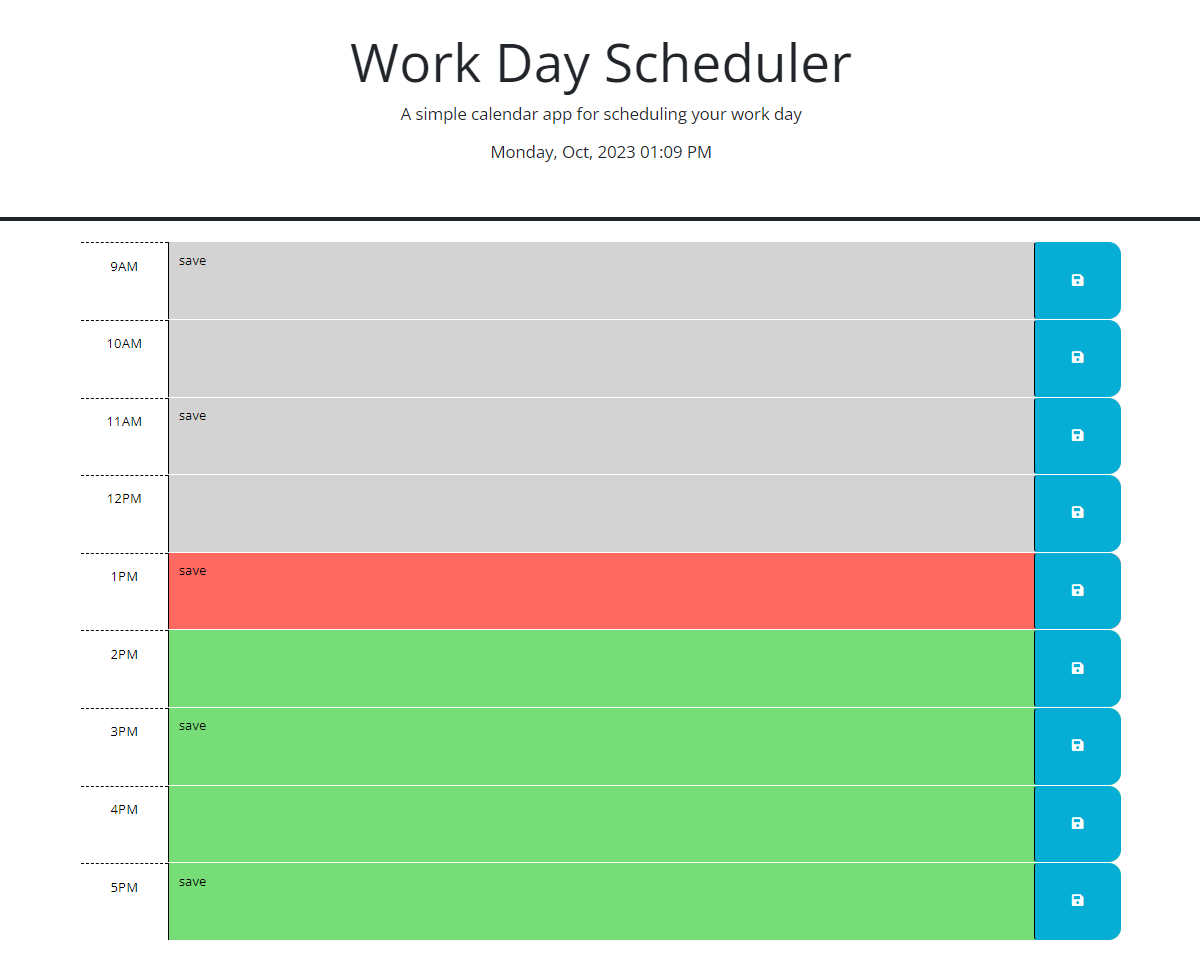 Work Day Scheduler
A simple calendar app for scheduling your work day
Monday, Oct, 2023 01:09 PM
9AM save
10AM
11AM save
12PM
1PM save
2PM
3PM save
4PM
5PM save